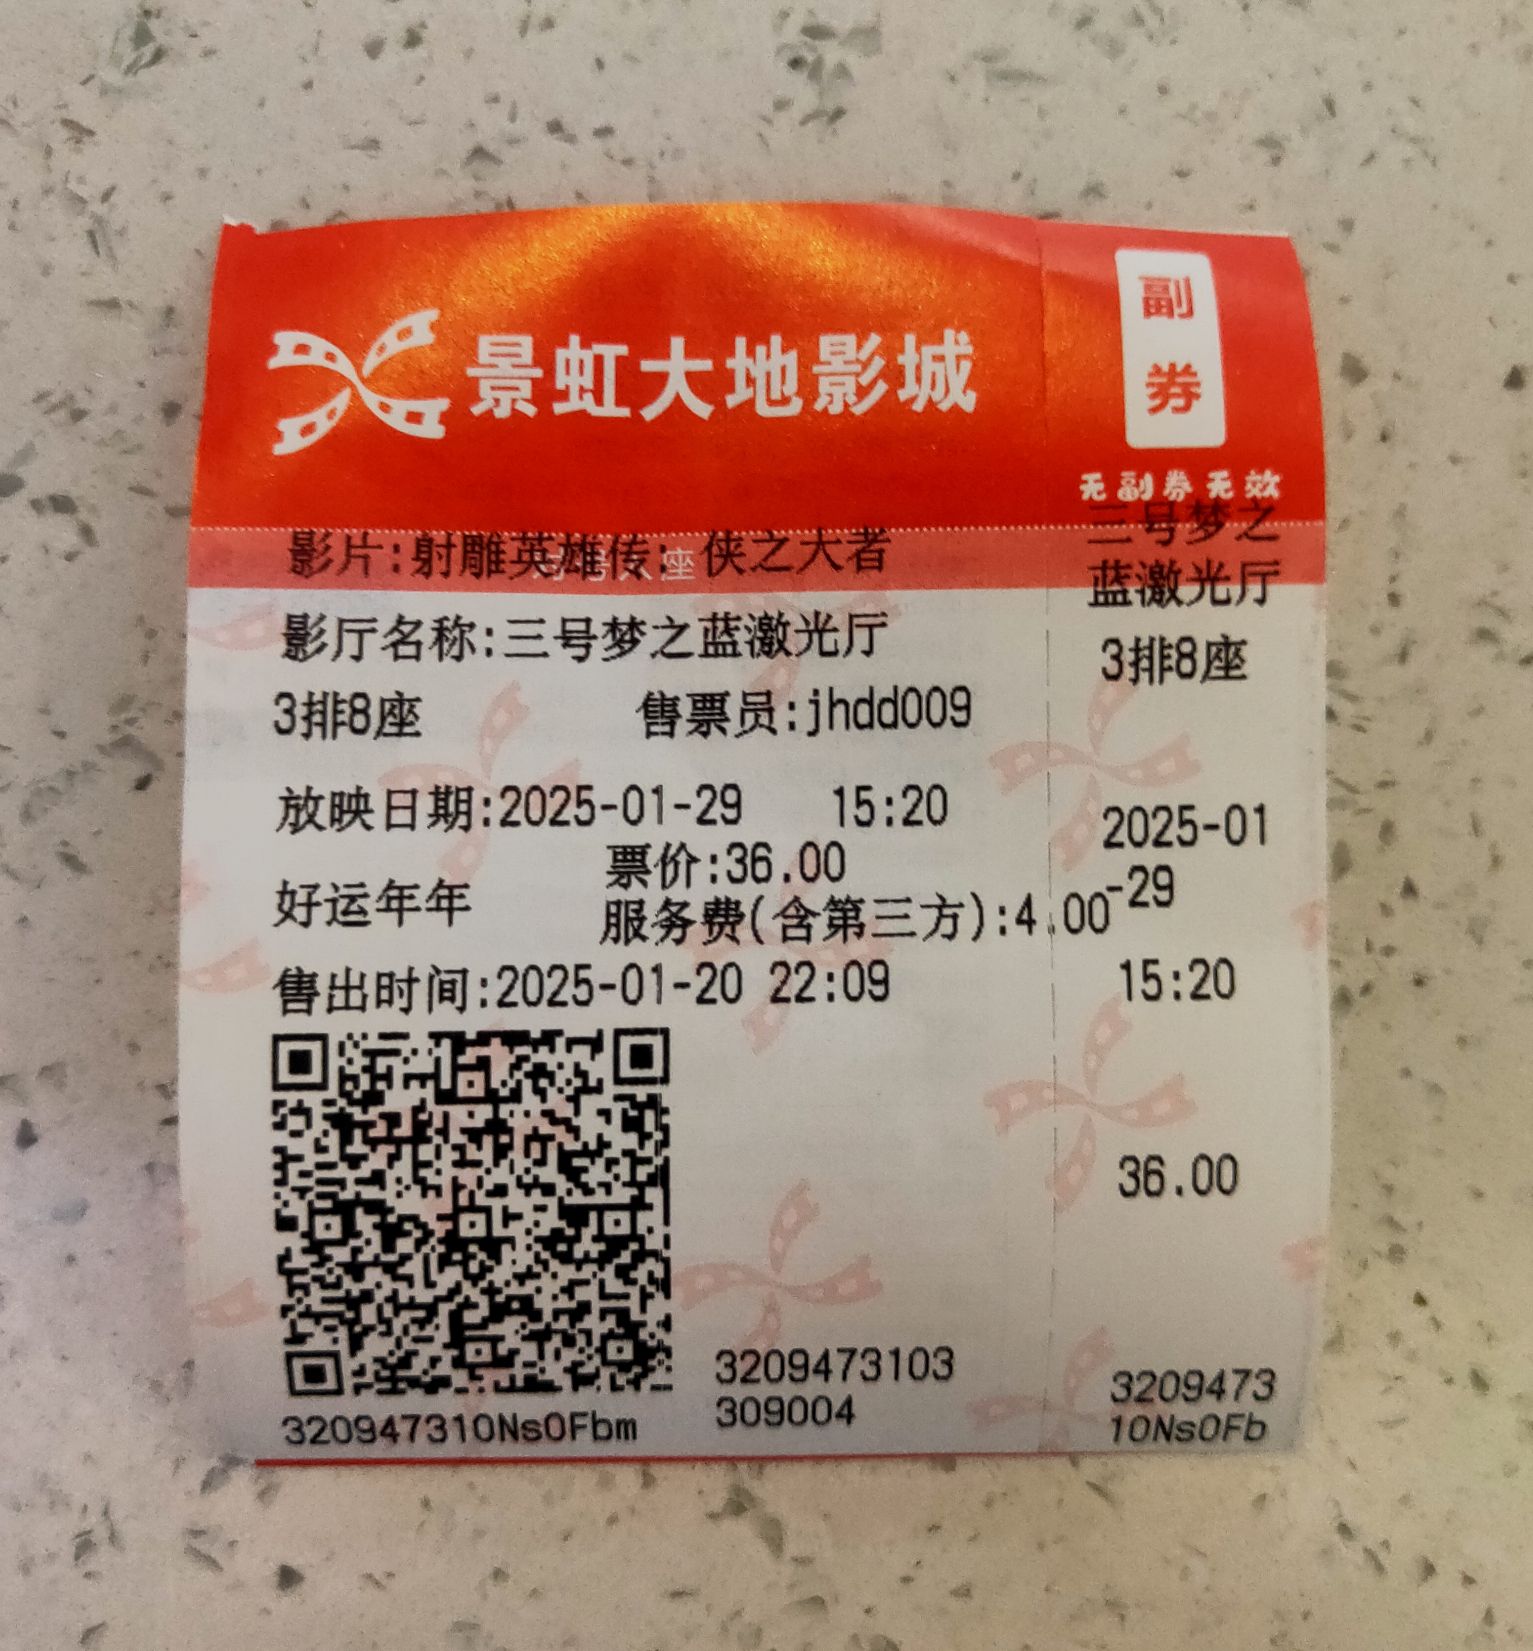 景虹大地影城
影片:射雕英雄传: 侠之大者
影厅名称:三号梦之蓝激光厅
3排8座 售票员:jhdd009
放映日期:2025-01-29 15:20
票价:36.00
好运年年
服务费(含第三方):4.00
售出时间:2025-01-20 22:09
320947310Ns0Fbm
3209473103
309004
副
券
无副券无效
三号梦之
蓝激光厅
3排8座
2025-01
-29
15:20
36.00
3209473
10Ns0Fb